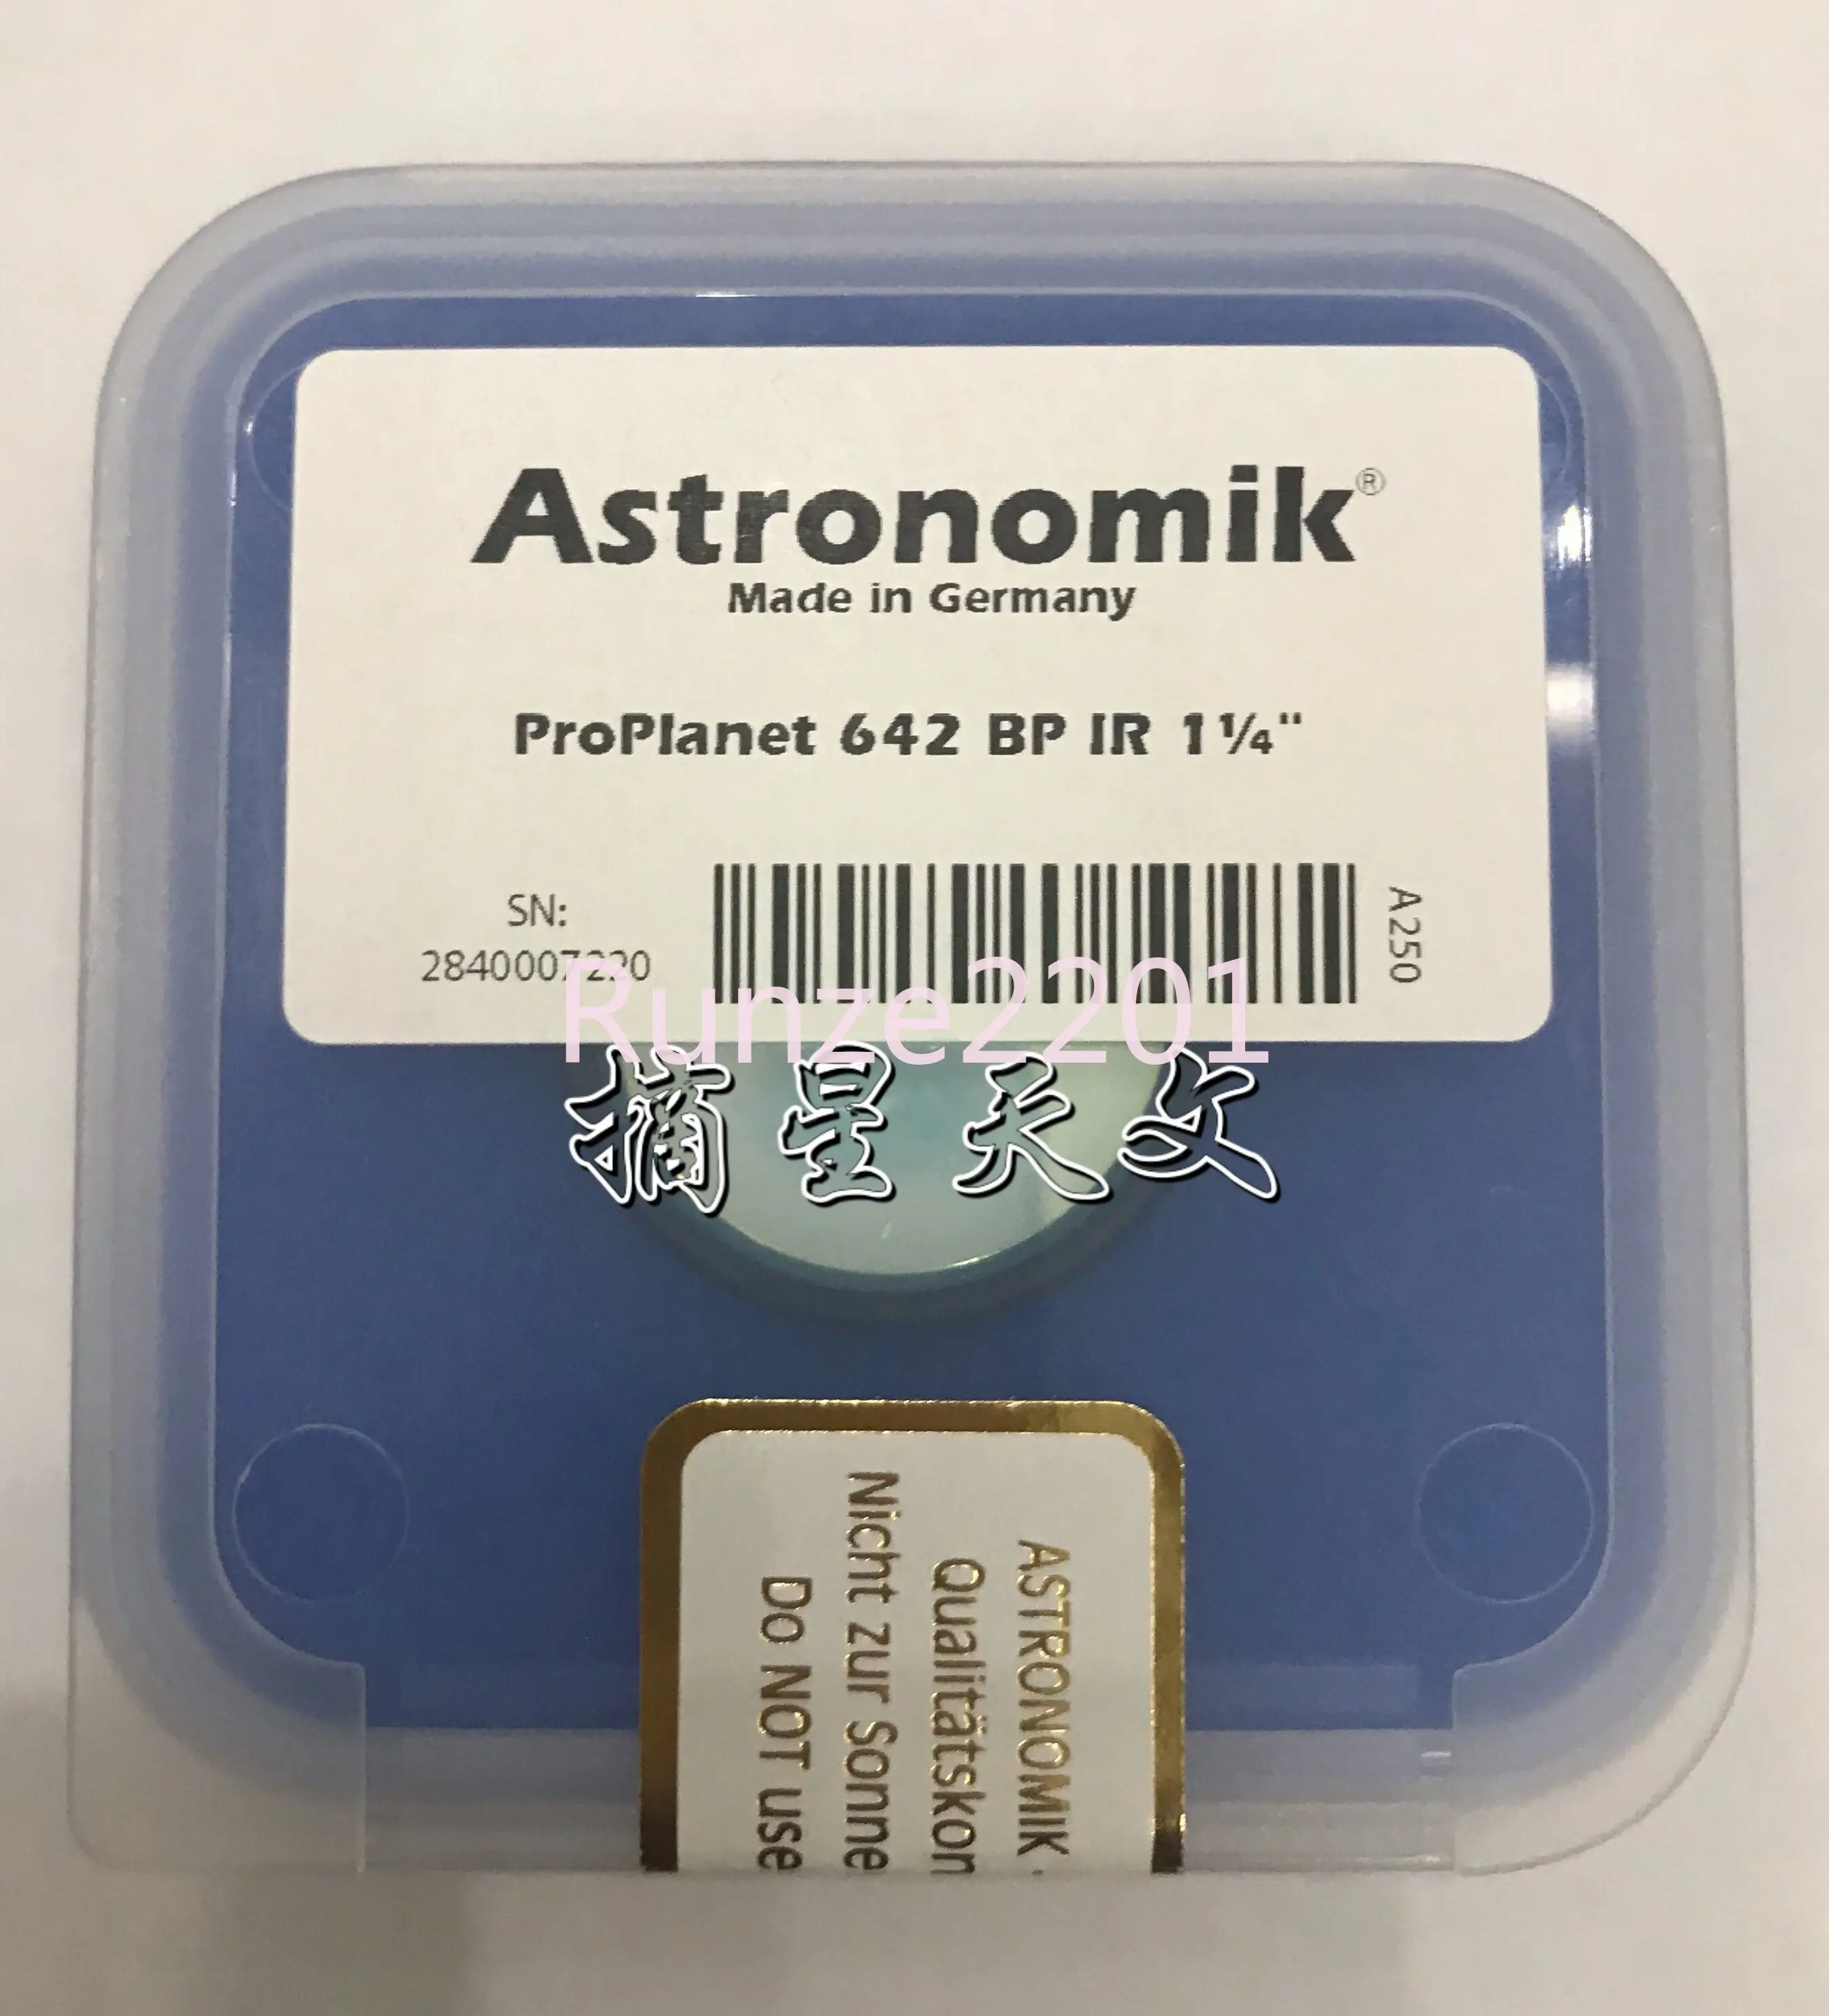 Astronomik®
Made in Germany
ProPlanet 642 BP IR 1¼"
SN:
2840007220
A250
Runze2201
摘星天文
ASTRONOMIK
Qualitätskon
Nicht zur Sonne
Do NOT use